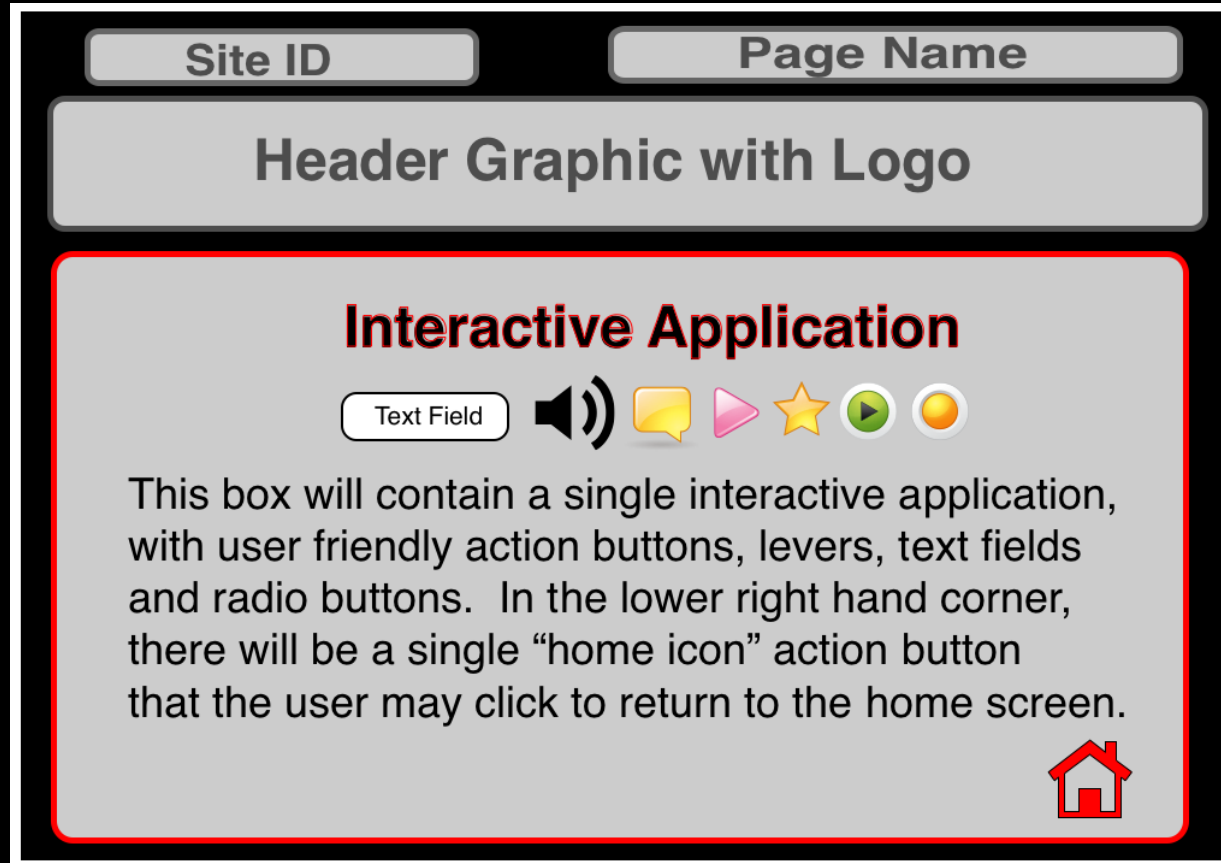 Site ID
Page Name
Header Graphic with Logo
Interactive Application
Text Field
This box will contain a single interactive application,
with user friendly action buttons, levers, text fields
and radio buttons.  In the lower right hand corner,
there will be a single “home icon” action button
that the user may click to return to the home screen.